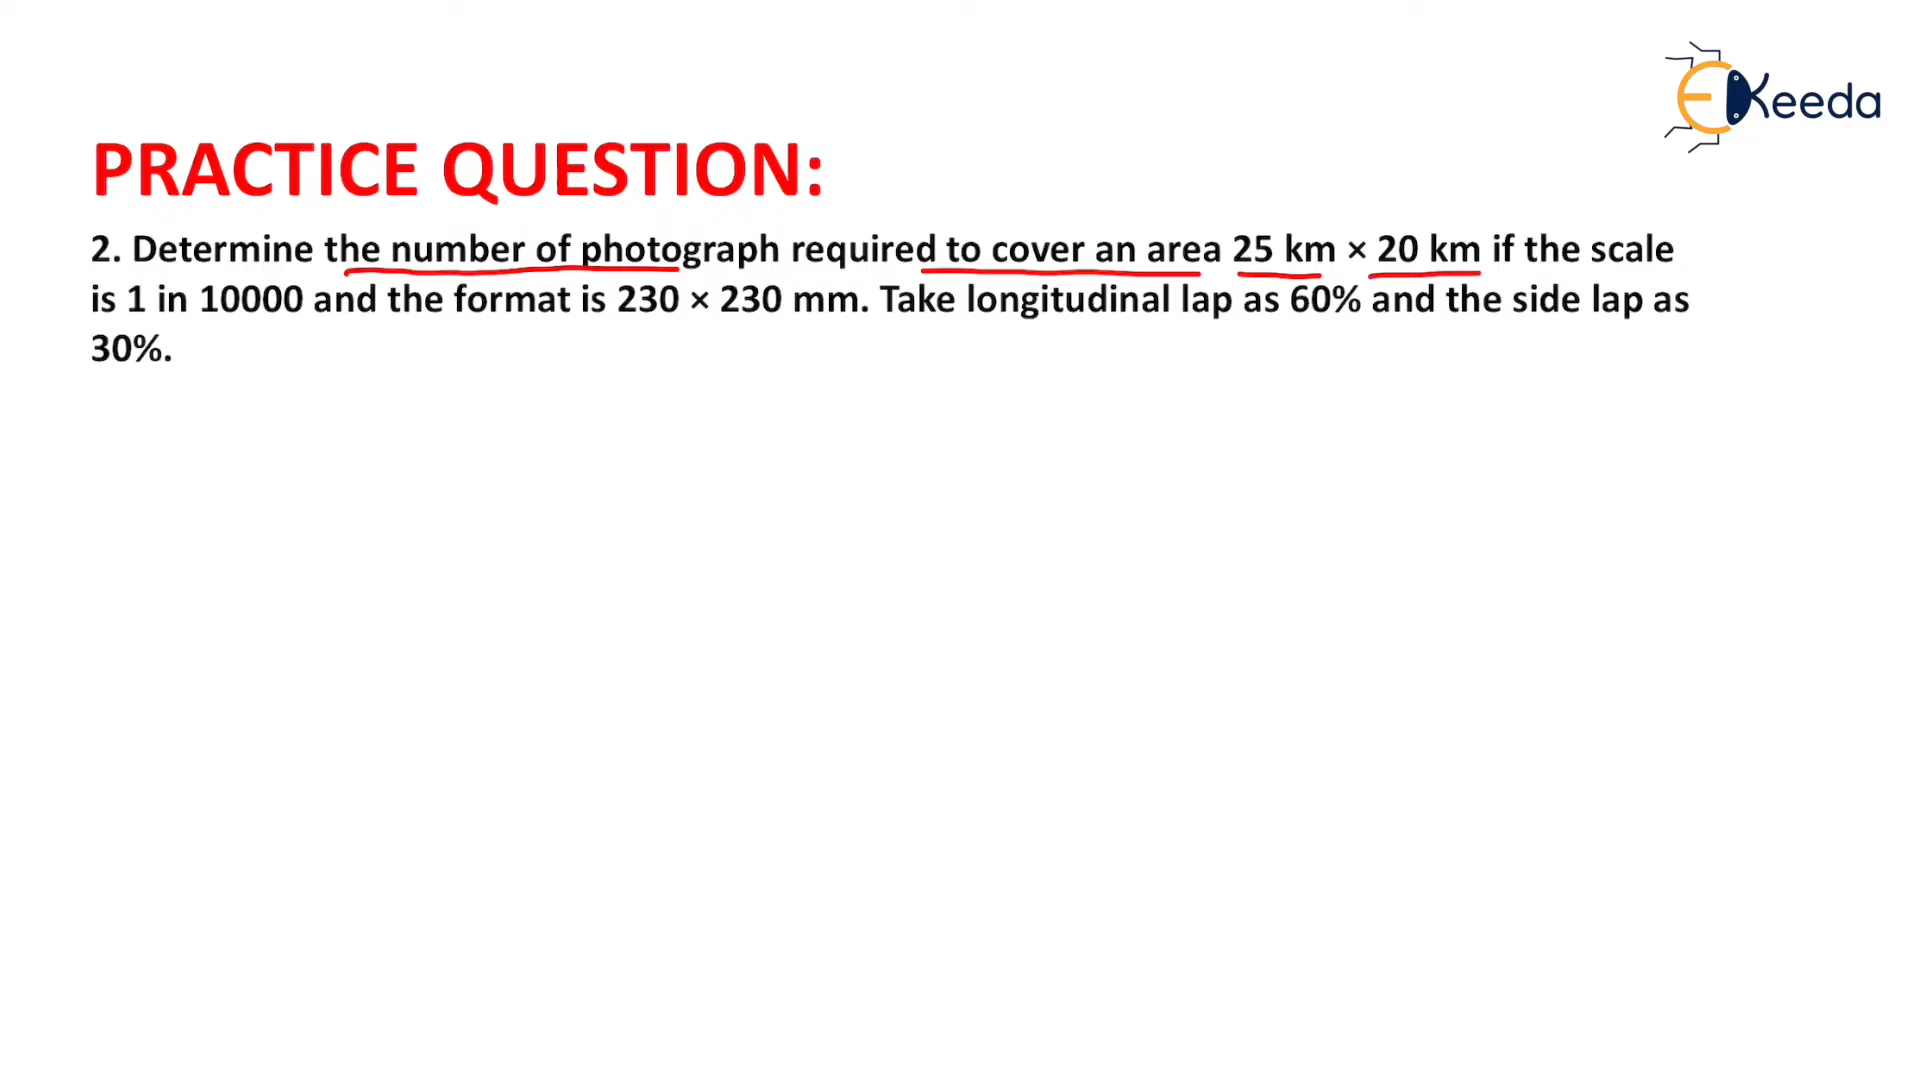 EKeeda
PRACTICE QUESTION:
2. Determine the number of photograph required to cover an area 25 km × 20 km if the scale
is 1 in 10000 and the format is 230 × 230 mm. Take longitudinal lap as 60% and the side lap as
30%.